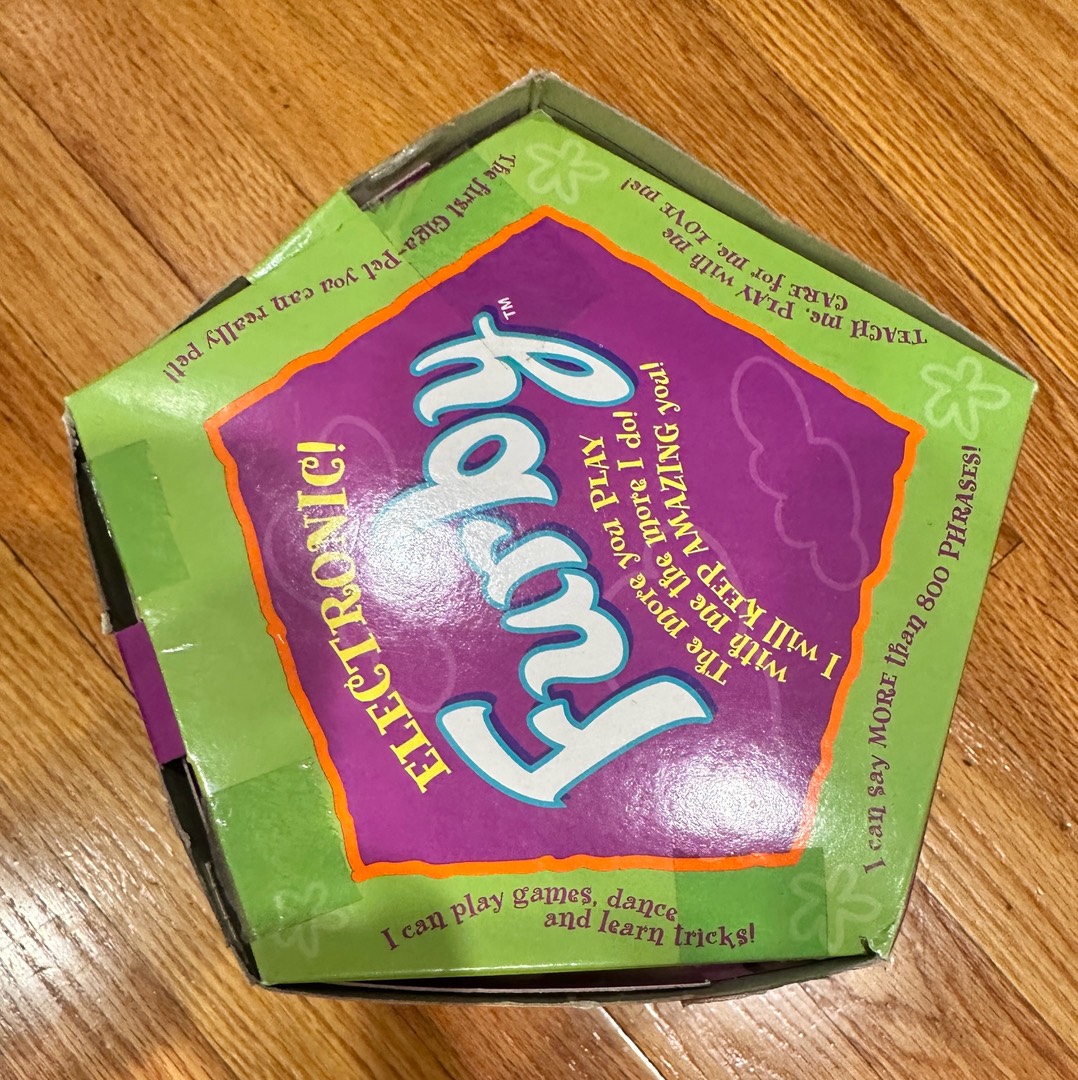 ELECTRONIC!
Furby™
The more you PLAY
with me the more I do!
I will KEEP AMAZING you!
The first Giga-Pet you can really pet!
TEACH me, PLAY with me
CARE for me, LOVE me!
I can say MORE than 800 PHRASES!
I can play games, dance
and learn tricks!